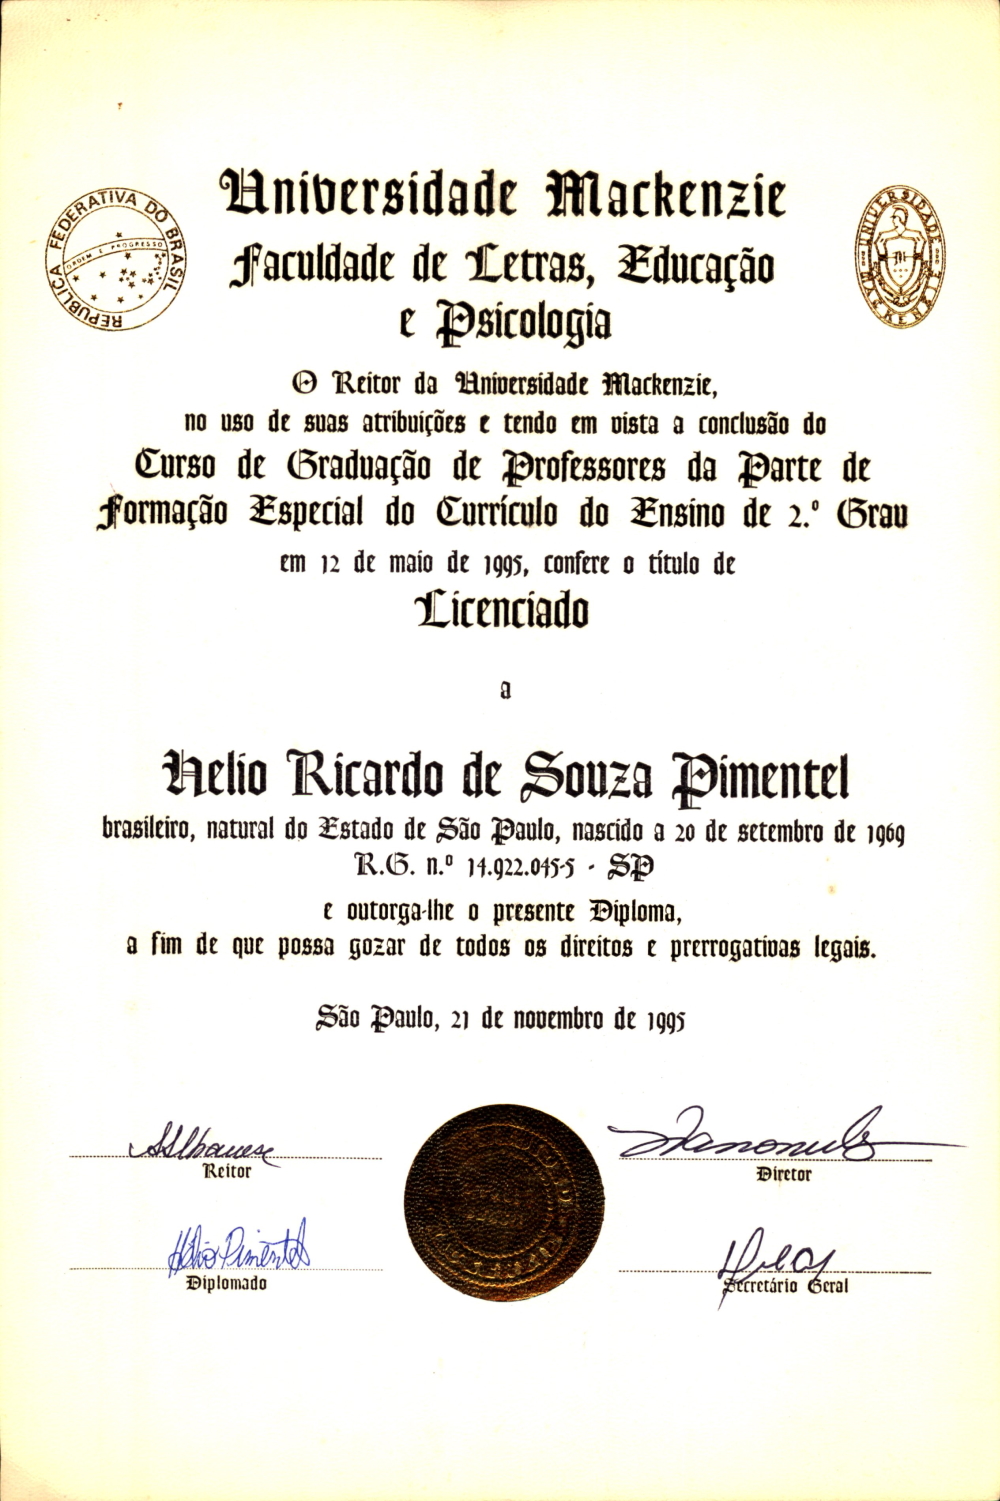 REPUBLICA FEDERATIVA DO BRASIL
ORDEM E PROGRESSO
UNIVERSIDADE MACKENZIE
M
Universidade Mackenzie
Faculdade de Letras, Educação
e Psicologia
O Reitor da Universidade Mackenzie,
no uso de suas atribuições e tendo em vista a conclusão do
Curso de Graduação de Professores da Parte de
Formação Especial do Currículo do Ensino de 2.º Grau
em 12 de maio de 1995, confere o título de
Licenciado
a
Helio Ricardo de Souza Pimentel
brasileiro, natural do Estado de São Paulo, nascido a 20 de setembro de 1969
R.G. n.º 14.922.045-5 - SP
e outorga-lhe o presente Diploma,
a fim de que possa gozar de todos os direitos e prerrogativas legais.
São Paulo, 21 de novembro de 1995
Reitor
Diretor
Hélio Pimentel
Diplomado
Secretário Geral